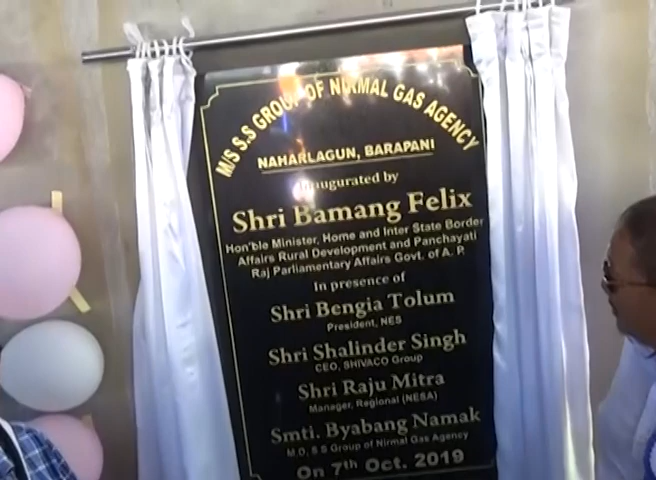 M/S S.S GROUP OF NIRMAL GAS AGENCY
NAHARLAGUN, BARAPANI
Inaugurated by
Shri Bamang Felix
Hon'ble Minister, Home and Inter State Border
Affairs Rural Development and Panchayati
Raj Parliamentary Affairs Govt. of A. P.
In presence of
Shri Bengia Tolum
President, NES
Shri Shalinder Singh
CEO, SHIVACO Group
Shri Raju Mitra
Manager, Regional (NESA)
Smti. Byabang Namak
M.D, S S Group of Nirmal Gas Agency
On 7th Oct. 2019